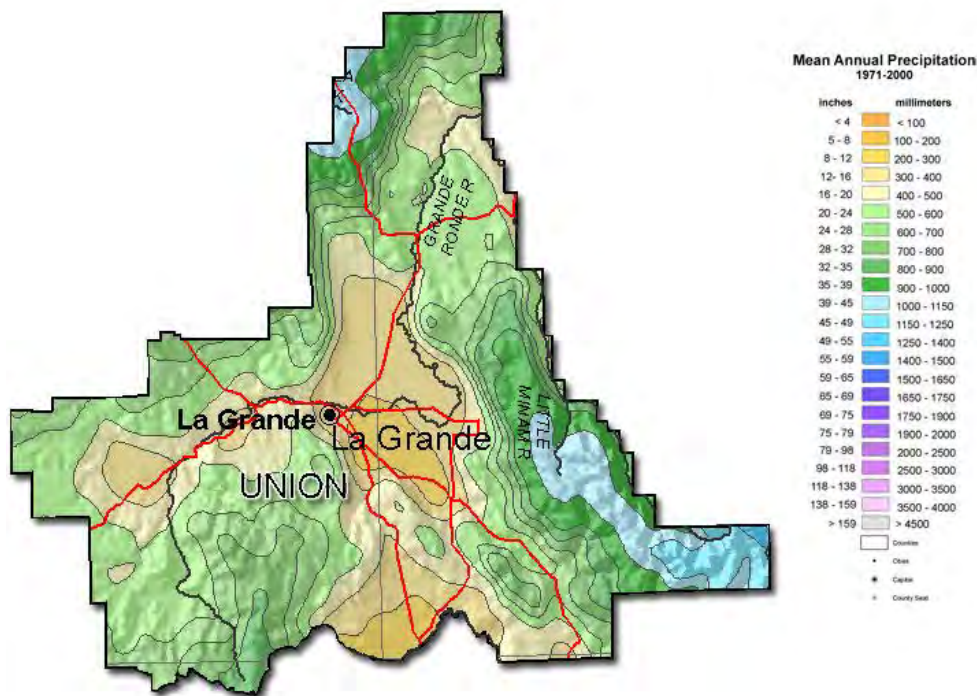 Mean Annual Precipitation
1971-2000
inches millimeters
< 4 < 100
5 - 8 100 - 200
8 - 12 200 - 300
12- 16 300 - 400
16 - 20 400 - 500
20 - 24 500 - 600
24 - 28 600 - 700
28 - 32 700 - 800
32 - 35 800 - 900
35 - 39 900 - 1000
39 - 45 1000 - 1150
45 - 49 1150 - 1250
49 - 55 1250 - 1400
55 - 59 1400 - 1500
59 - 65 1500 - 1650
65 - 69 1650 - 1750
69 - 75 1750 - 1900
75 - 79 1900 - 2000
79 - 98 2000 - 2500
98 - 118 2500 - 3000
118 - 138 3000 - 3500
138 - 159 3500 - 4000
> 159 > 4500
Counties
Cities
Capital
County Seat
GRANDE
RONDE R
La Grande
La Grande
UNION
LITTLE
MINAM R